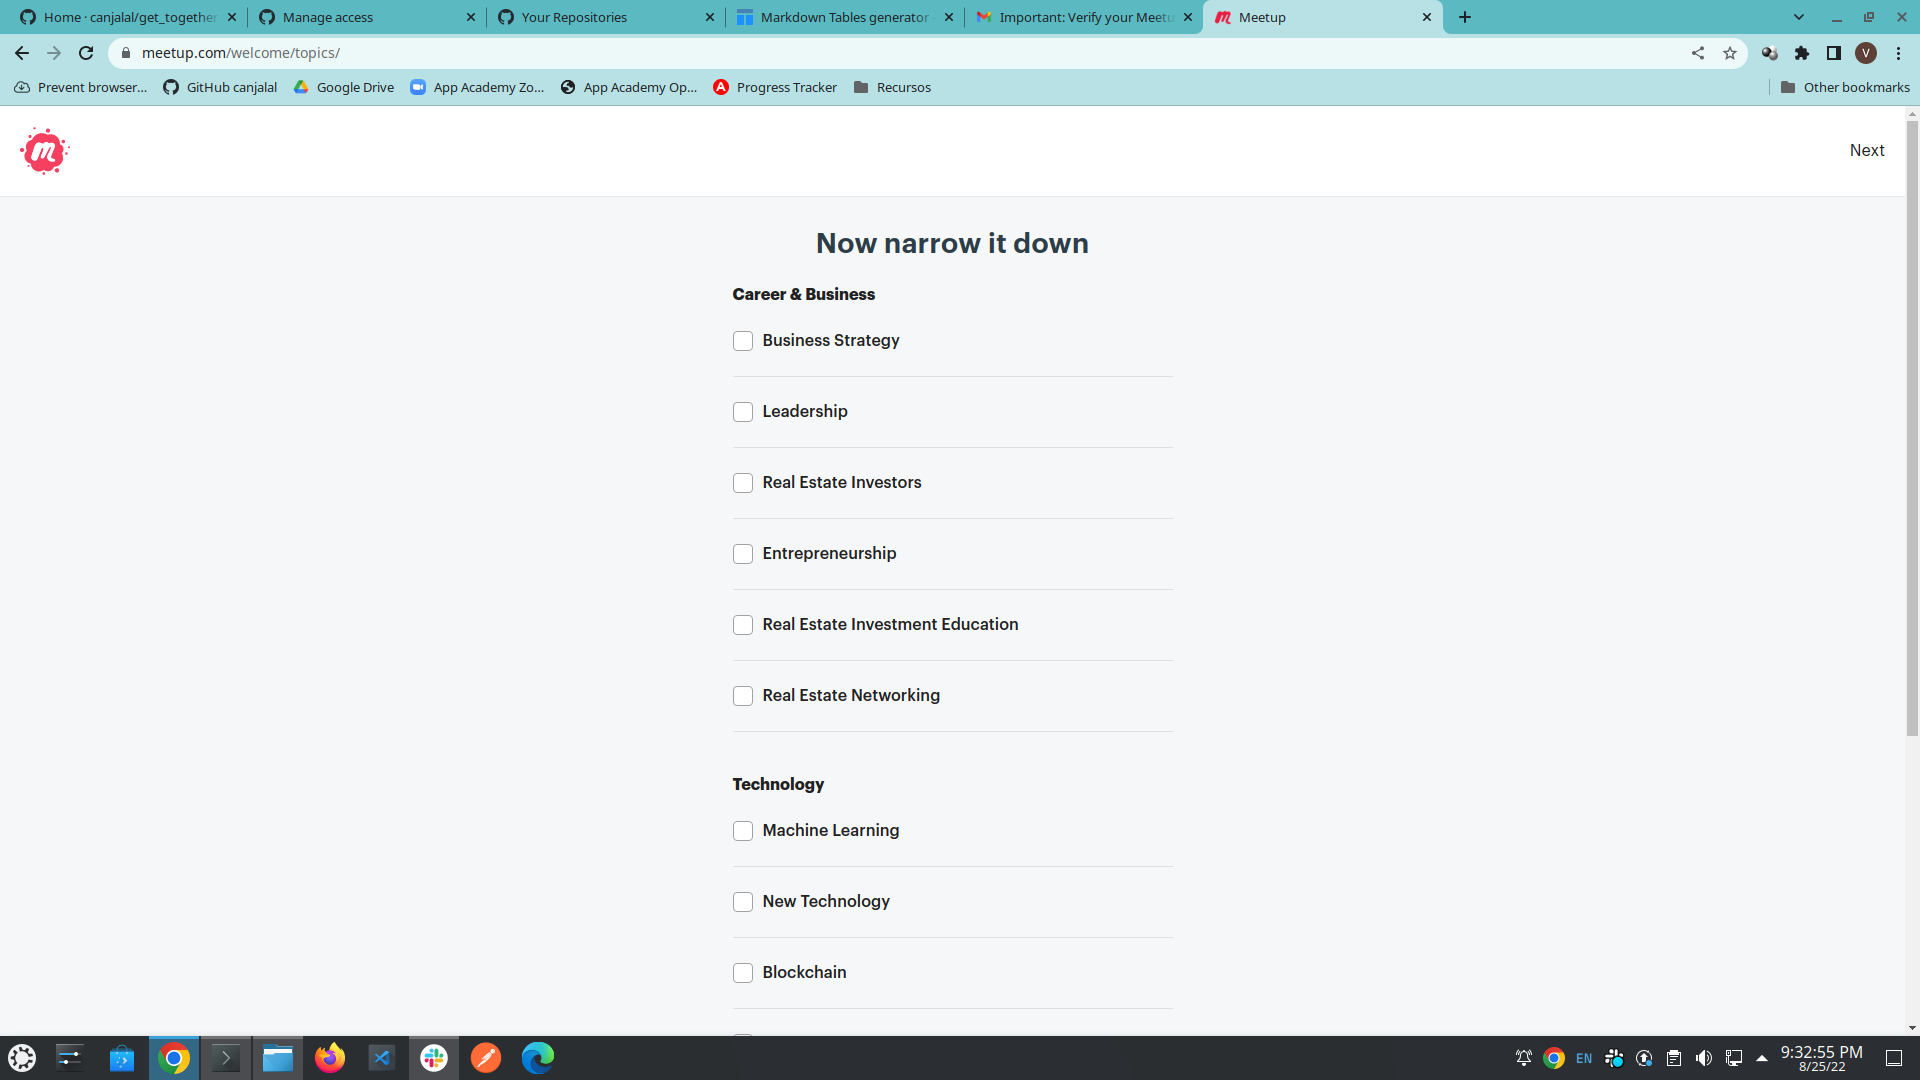 Home · canjalal/get_together
Manage access
Your Repositories
Markdown Tables generator
Important: Verify your Meetu
Meetup
meetup.com/welcome/topics/
V
Prevent browser...
GitHub canjalal
Google Drive
App Academy Zo...
App Academy Op...
Progress Tracker
Recursos
Other bookmarks
m
Next
Now narrow it down
Career & Business
Business Strategy
Leadership
Real Estate Investors
Entrepreneurship
Real Estate Investment Education
Real Estate Networking
Technology
Machine Learning
New Technology
Blockchain
EN
9:32:55 PM
8/25/22